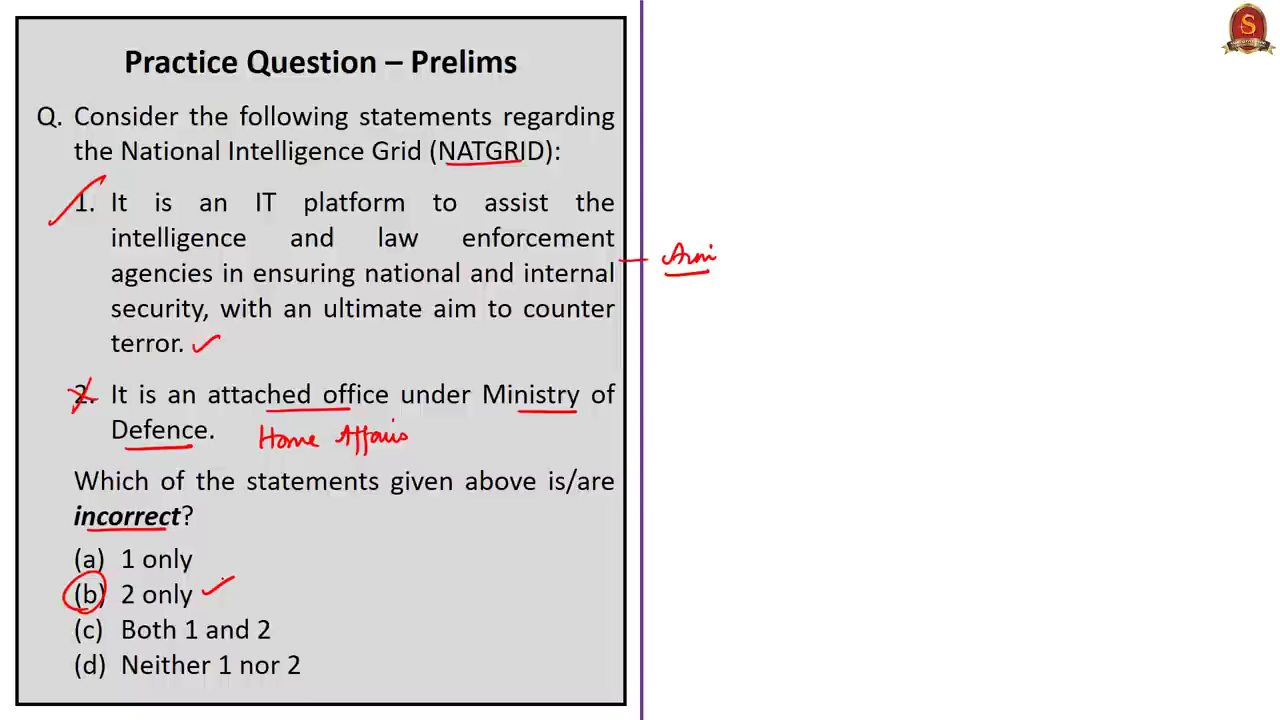 Practice Question – Prelims
Q. Consider the following statements regarding
the National Intelligence Grid (NATGRID):
1. It is an IT platform to assist the
intelligence and law enforcement
agencies in ensuring national and internal
security, with an ultimate aim to counter
terror.
2. It is an attached office under Ministry of
Defence. Home Affairs
Which of the statements given above is/are
incorrect?
(a) 1 only
(b) 2 only
(c) Both 1 and 2
(d) Neither 1 nor 2
S